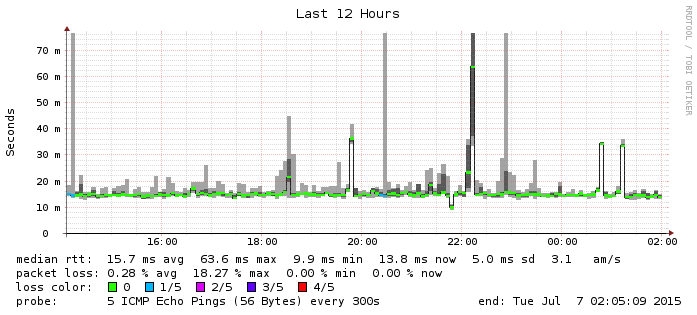 Last 12 Hours
RRDTOOL / TOBI OETIKER
Seconds
70 m
60 m
50 m
40 m
30 m
20 m
10 m
0
16:00 18:00 20:00 22:00 00:00 02:00
median rtt: 15.7 ms avg 63.6 ms max 9.9 ms min 13.8 ms now 5.0 ms sd 3.1 am/s
packet loss: 0.28 % avg 18.27 % max 0.00 % min 0.00 % now
loss color: 0 1/5 2/5 3/5 4/5
probe: 5 ICMP Echo Pings (56 Bytes) every 300s end: Tue Jul 7 02:05:09 2015